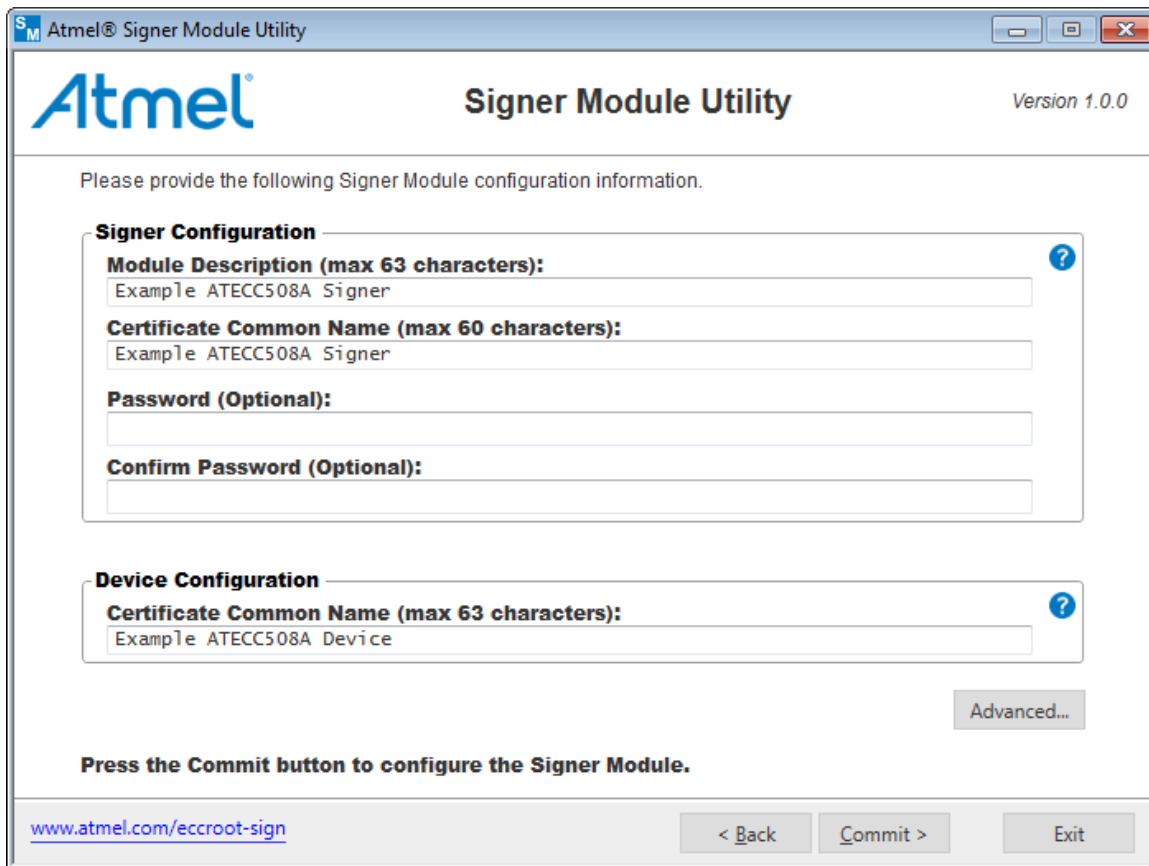 SM Atmel® Signer Module Utility
Atmel® Signer Module Utility Version 1.0.0
Please provide the following Signer Module configuration information.
Signer Configuration
Module Description (max 63 characters): ?
Example ATECC508A Signer
Certificate Common Name (max 60 characters):
Example ATECC508A Signer
Password (Optional):
Confirm Password (Optional):
Device Configuration
Certificate Common Name (max 63 characters): ?
Example ATECC508A Device
Advanced...
Press the Commit button to configure the Signer Module.
www.atmel.com/eccroot-sign < Back Commit > Exit